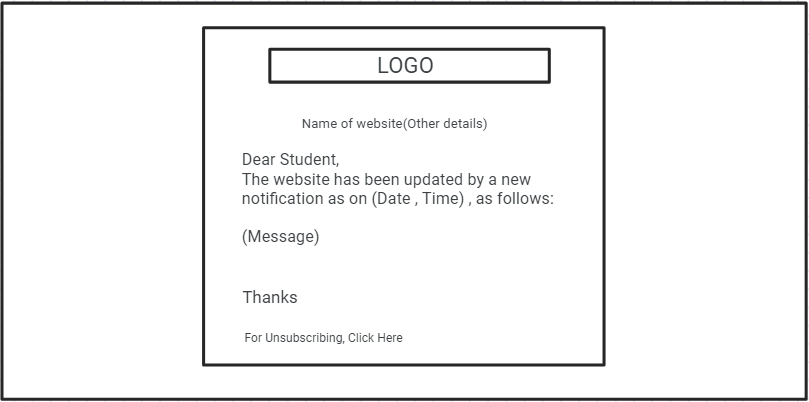 LOGO
Name of website(Other details)
Dear Student,
The website has been updated by a new
notification as on (Date , Time) , as follows:
(Message)
Thanks
For Unsubscribing, Click Here